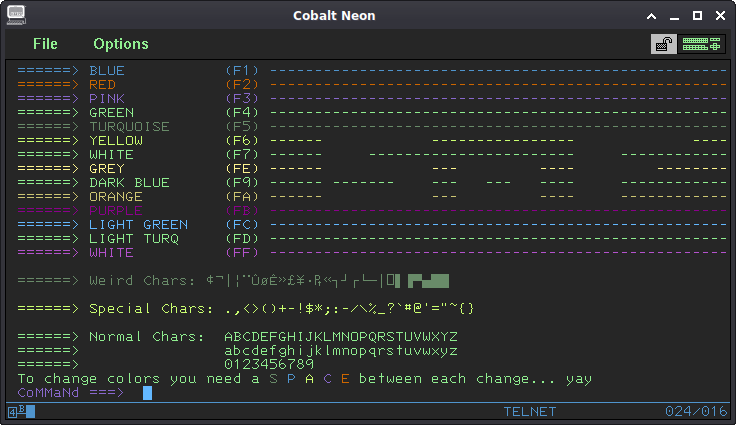 Cobalt Neon
File Options
======> BLUE (F1) ---------------------------------------------------
======> RED (F2) ---------------------------------------------------
======> PINK (F3) ---------------------------------------------------
======> GREEN (F4) ---------------------------------------------------
======> TURQUOISE (F5) ---------------------------------------------------
======> YELLOW (F6) ------ ---------------- ----
======> WHITE (F7) ------ ---------------------- ------------
======> GREY (FE) ------ --- ---- --------
======> DARK BLUE (F9) ------ ------- --- --- ---- ------------
======> ORANGE (FA) ------ --- ---- ----
======> PURPLE (FB) ---------------------------------------------------
======> LIGHT GREEN (FC) ---------------------------------------------------
======> LIGHT TURQ (FD) ---------------------------------------------------
======> WHITE (FF) ---------------------------------------------------
======> Weird Chars:
======> Special Chars: .,<>()+-!$*;:-/\%_?`#@'="~{}
======> Normal Chars: ABCDEFGHIJKLMNOPQRSTUVWXYZ
======> abcdefghijklmnopqrstuvwxyz
======> 0123456789
To change colors you need a S P A C E between each change... yay
CoMMaNd ===>
4 B TELNET 024/016